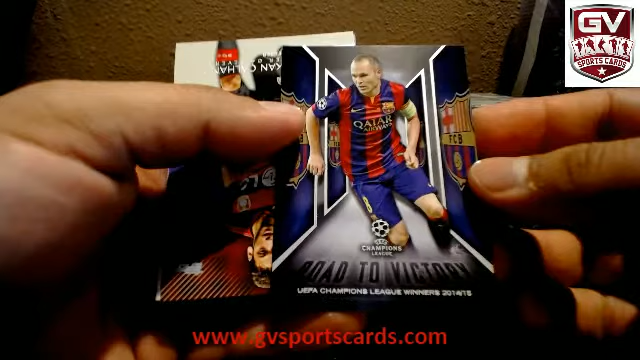 GV
SPORTS CARDS
QATAR
AIRWAYS
FCB
8
CHAMPIONS
LEAGUE
ROAD TO VICTORY
UEFA CHAMPIONS LEAGUE WINNERS 2014/15
www.gvsportscards.com